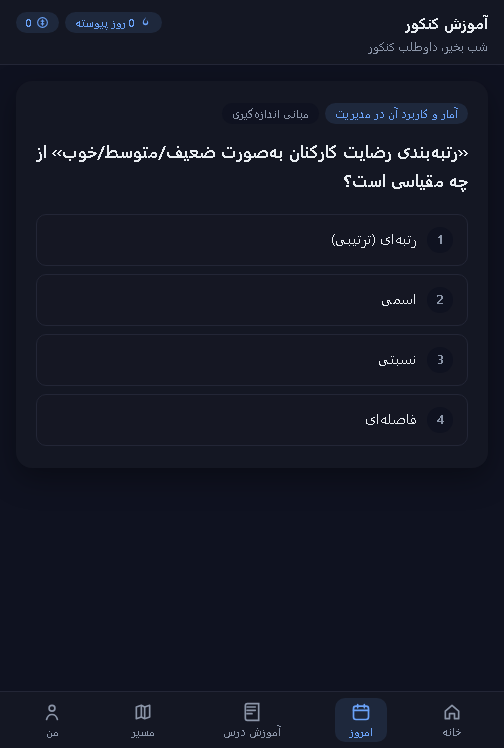 آموزش کنکور
شب بخیر، داوطلب کنکور
0 روز پیوسته
0
آمار و کاربرد آن در مدیریت
مبانی اندازه‌گیری
«رتبه‌بندی رضایت کارکنان به‌صورت ضعیف/متوسط/خوب» از
چه مقیاسی است؟
1 رتبه‌ای (ترتیبی)
2 اسمی
3 نسبتی
4 فاصله‌ای
خانه
امروز
آموزش درس
مسیر
من